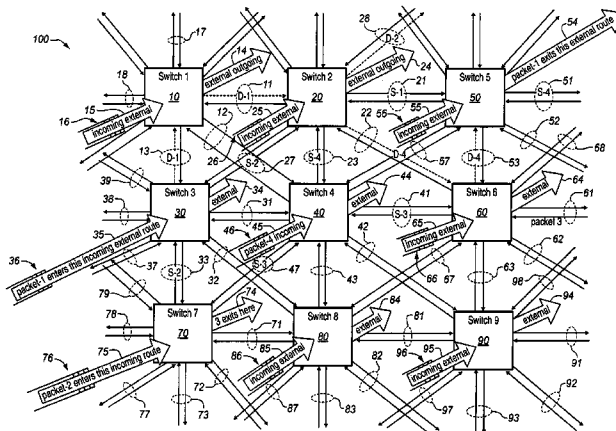 100
17
14
28
D-2
54
packet-1 exits this external route
Switch 1
10
18
15
16
incoming external
external outgoing
11
D-1
Switch 2
20
external outgoing
24
21
S-1
Switch 5
50
S-4
51
12
25
incoming external
22
56
55
incoming external
52
68
13
D-1
26
S-2
27
S-4
23
D-4
57
D-4
53
39
38
Switch 3
30
external
34
31
Switch 4
40
external
44
41
S-3
Switch 6
60
external
64
61
packet 3
36
35
packet-1 enters this incoming external route
37
46
45
packet-4 incoming
65
incoming external
66
67
42
62
79
S-2
33
32
47
43
63
98
78
Switch 7
70
74
3 exits here
71
Switch 8
80
external
84
81
Switch 9
90
external
94
91
76
75
packet-2 enters this incoming route
86
85
incoming external
96
95
incoming external
77
73
72
87
83
82
97
93
92